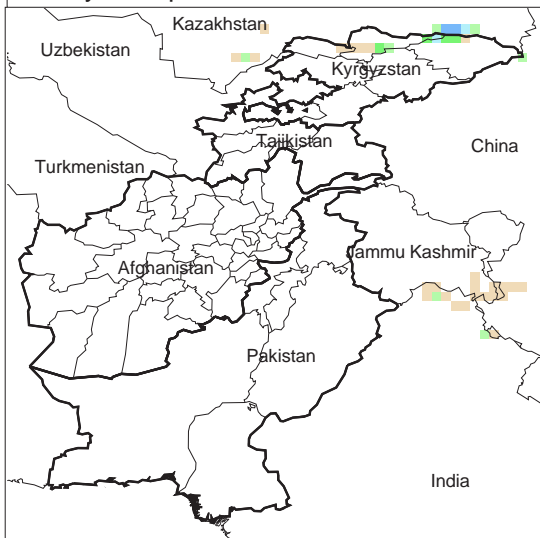 Kazakhstan
Uzbekistan
Kyrgyzstan
Tajikistan
China
Turkmenistan
Jammu Kashmir
Afghanistan
Pakistan
India